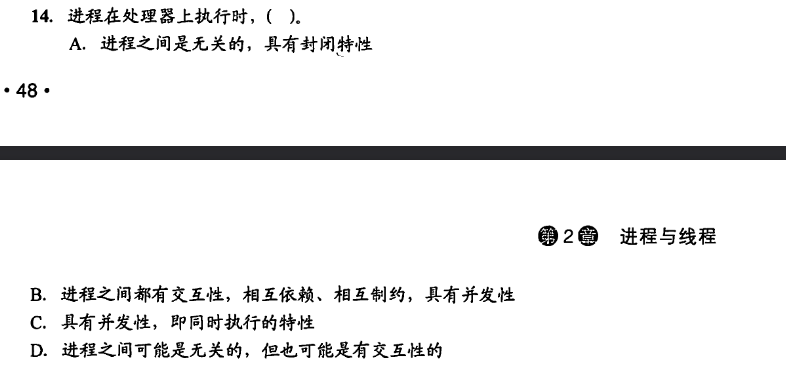 14. 进程在处理器上执行时，（ ）。
A. 进程之间是无关的，具有封闭特性
·48·
第2章 进程与线程
B. 进程之间都有交互性，相互依赖、相互制约，具有并发性
C. 具有并发性，即同时执行的特性
D. 进程之间可能是无关的，但也可能是有交互性的